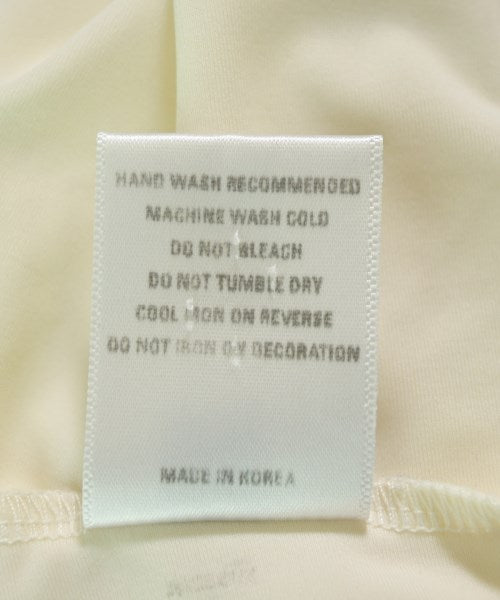 HAND WASH RECOMMENDED
MACHINE WASH COLD
DO NOT BLEACH
DO NOT TUMBLE DRY
COOL IRON ON REVERSE
DO NOT IRON DECORATION
MADE IN KOREA